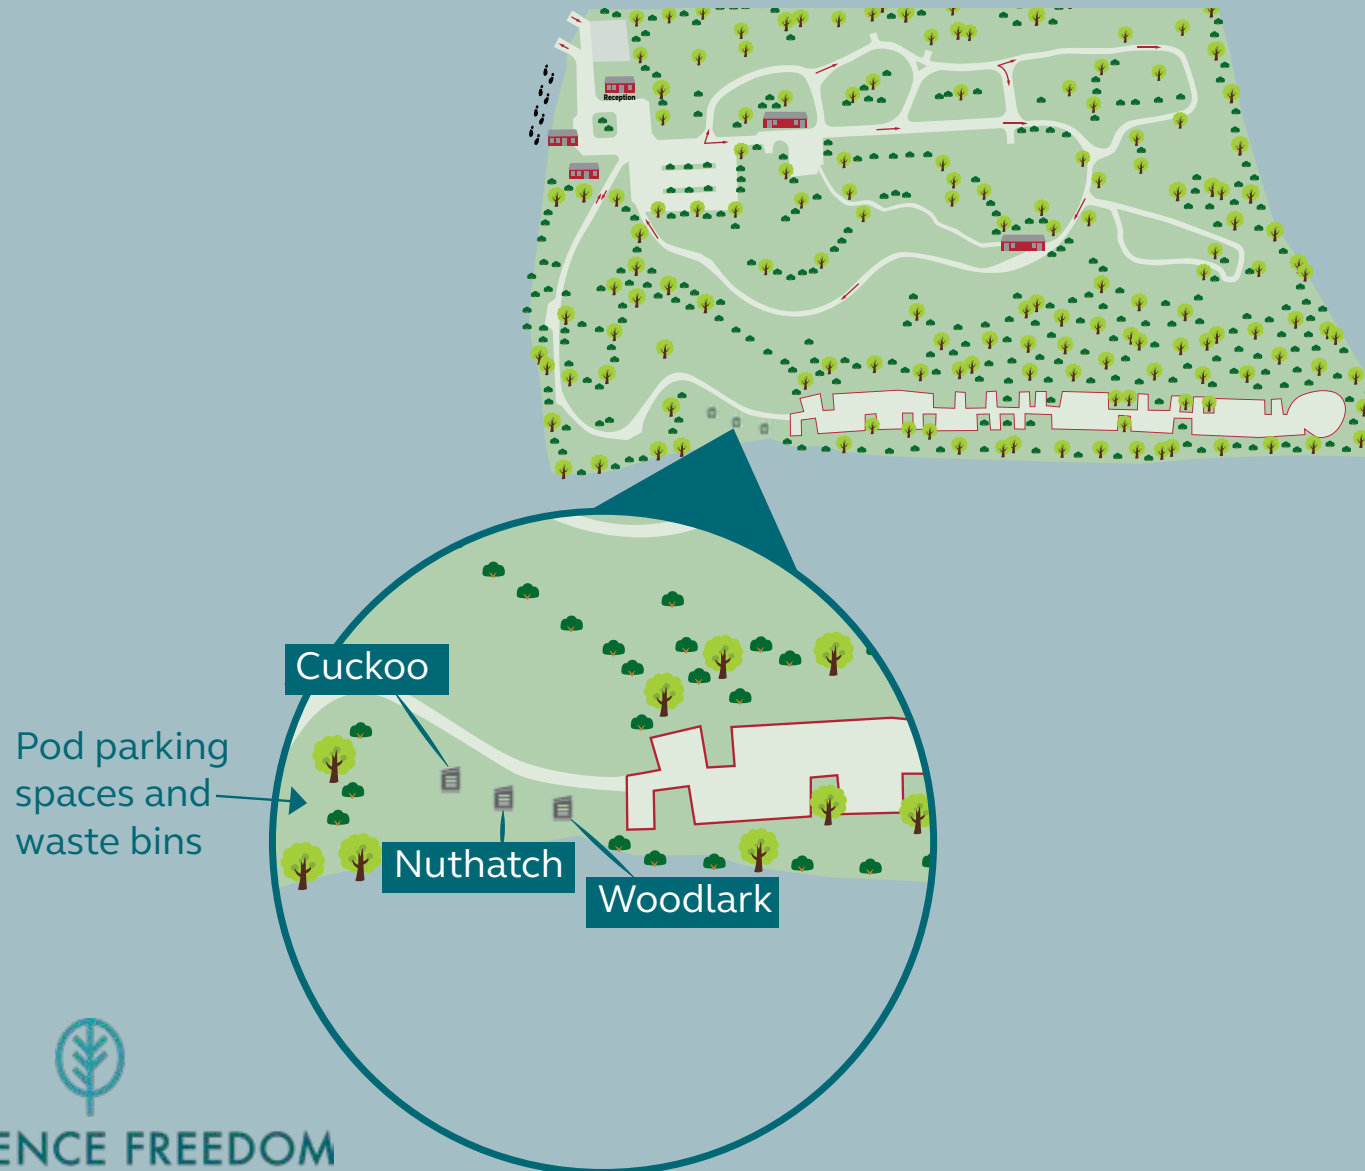 Reception
Cuckoo
Pod parking
spaces and
waste bins
Nuthatch
Woodlark
ENCE FREEDOM